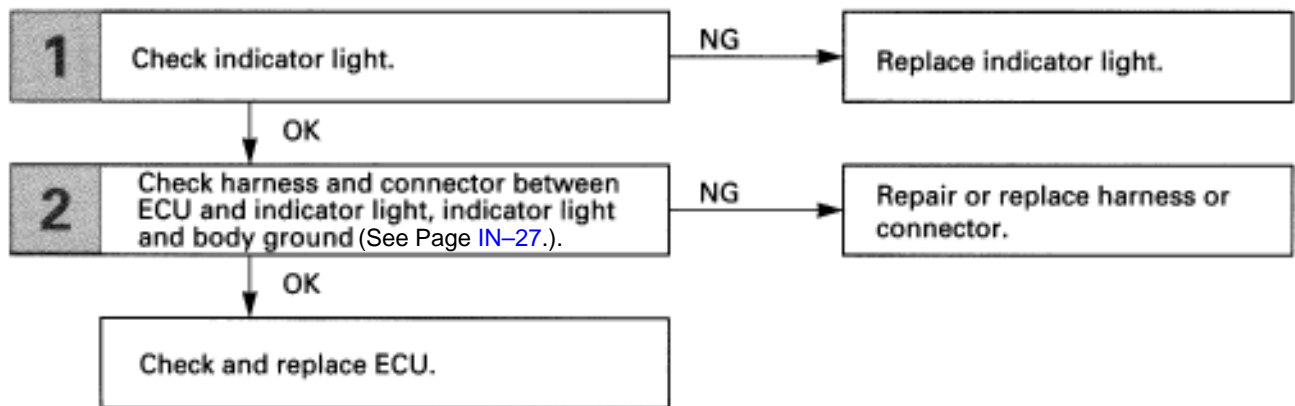 1
Check indicator light.
NG
Replace indicator light.
OK
2
Check harness and connector between
ECU and indicator light, indicator light
and body ground (See Page IN–27.).
NG
Repair or replace harness or
connector.
OK
Check and replace ECU.